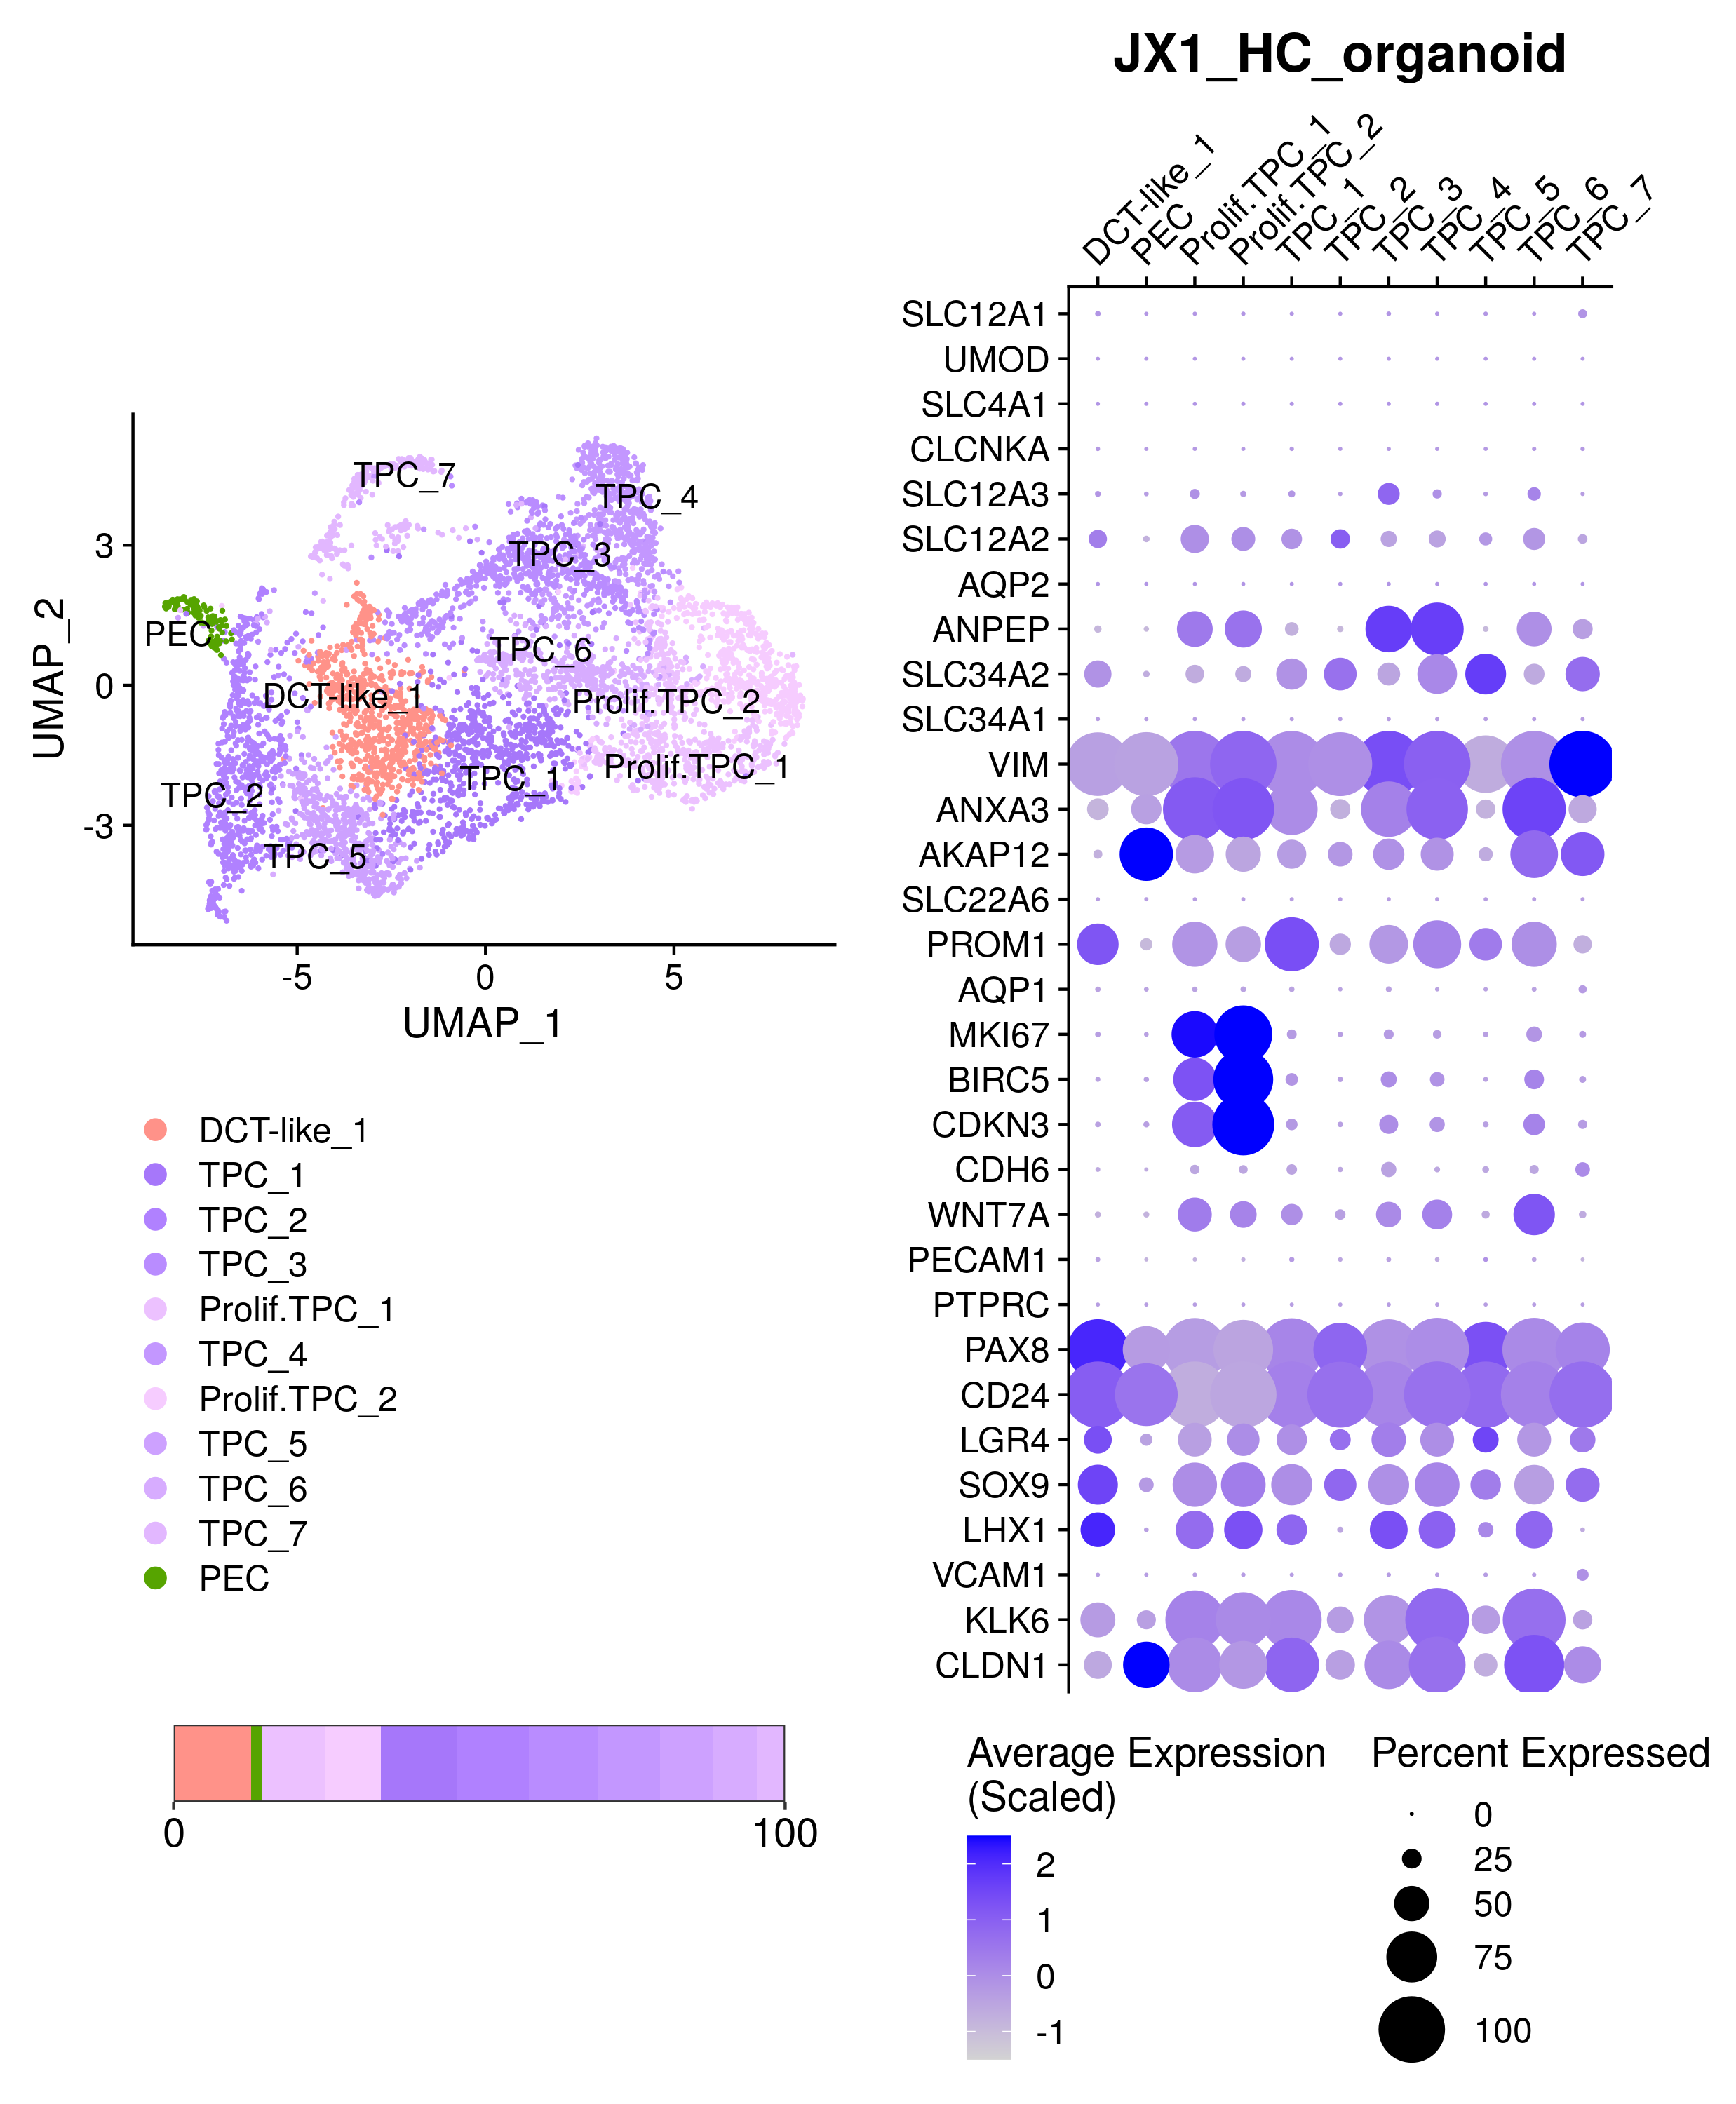 JX1_HC_organoid
DCT-like_1
PEC
Prolif.TPC_1
Prolif.TPC_2
TPC_1
TPC_2
TPC_3
TPC_4
TPC_5
TPC_6
TPC_7
SLC12A1
UMOD
SLC4A1
CLCNKA
SLC12A3
SLC12A2
AQP2
ANPEP
SLC34A2
SLC34A1
VIM
ANXA3
AKAP12
SLC22A6
PROM1
AQP1
MKI67
BIRC5
CDKN3
CDH6
WNT7A
PECAM1
PTPRC
PAX8
CD24
LGR4
SOX9
LHX1
VCAM1
KLK6
CLDN1
UMAP_2
3
0
-3
TPC_7
TPC_4
TPC_3
PEC
TPC_6
DCT-like_1
Prolif.TPC_2
TPC_1
Prolif.TPC_1
TPC_2
TPC_5
-5
0
5
UMAP_1
DCT-like_1
TPC_1
TPC_2
TPC_3
Prolif.TPC_1
TPC_4
Prolif.TPC_2
TPC_5
TPC_6
TPC_7
PEC
0
100
Average Expression
(Scaled)
2
1
0
-1
Percent Expressed
0
25
50
75
100